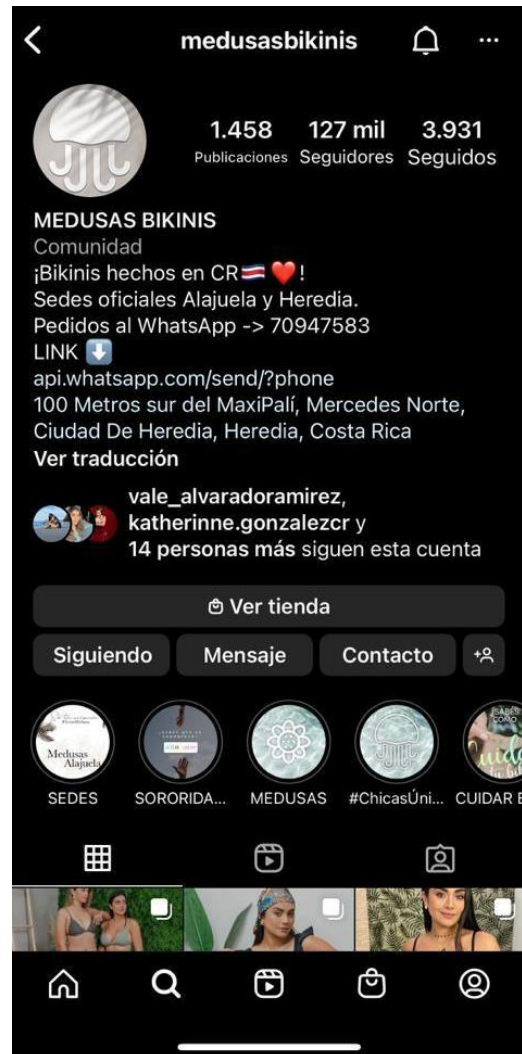 medusasbikinis
1.458 127 mil 3.931
Publicaciones Seguidores Seguidos
MEDUSAS BIKINIS
Comunidad
¡Bikinis hechos en CR🇨🇷 ❤️!
Sedes oficiales Alajuela y Heredia.
Pedidos al WhatsApp -> 70947583
LINK ⬇️
api.whatsapp.com/send/?phone
100 Metros sur del MaxiPalí, Mercedes Norte,
Ciudad De Heredia, Heredia, Costa Rica
Ver traducción
vale_alvaradoramirez,
katherinne.gonzalezcr y
14 personas más siguen esta cuenta
Ver tienda
Siguiendo Mensaje Contacto
Medusas
Alajuela
SABÉS
COMO
SEDES SORORIDA... MEDUSAS #ChicasÚni... CUIDAR